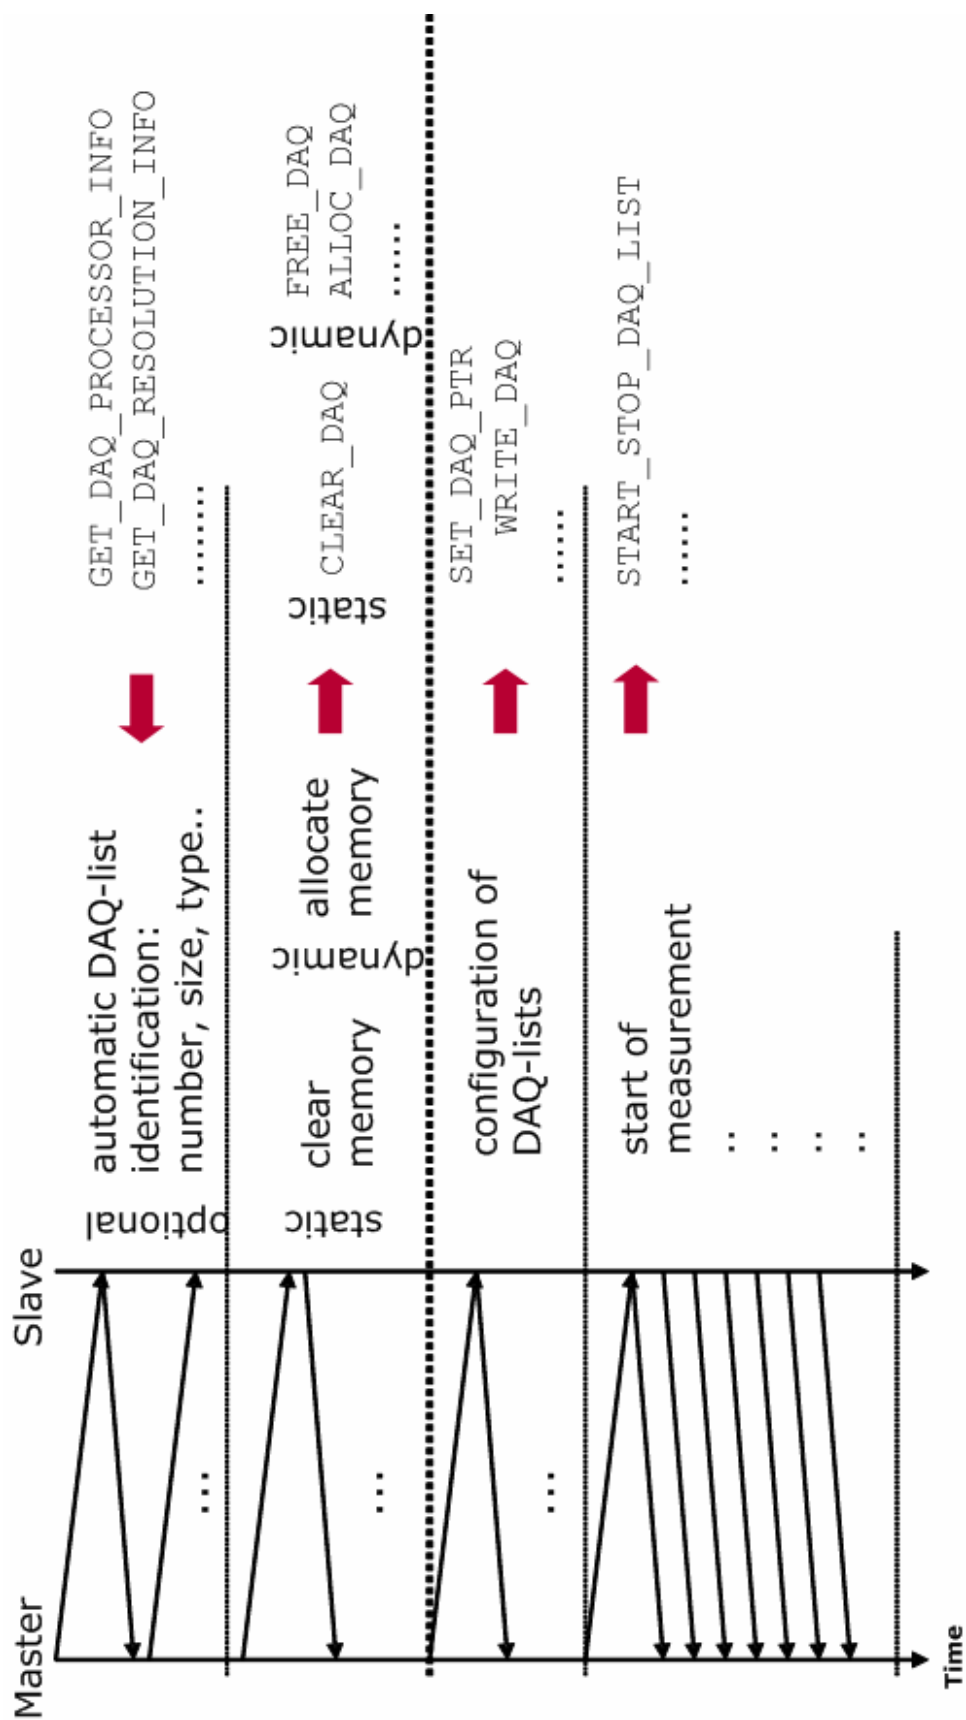 Master
Slave
optional
automatic DAQ-list
identification:
number, size, type..
GET_DAQ_PROCESSOR_INFO
GET_DAQ_RESOLUTION_INFO
........
...
static
clear
memory
dynamic
allocate
memory
static
CLEAR_DAQ
dynamic
FREE_DAQ
ALLOC_DAQ
......
...
configuration of
DAQ-lists
SET_DAQ_PTR
WRITE_DAQ
......
...
start of
measurement
..
..
..
..
START_STOP_DAQ_LIST
......
Time